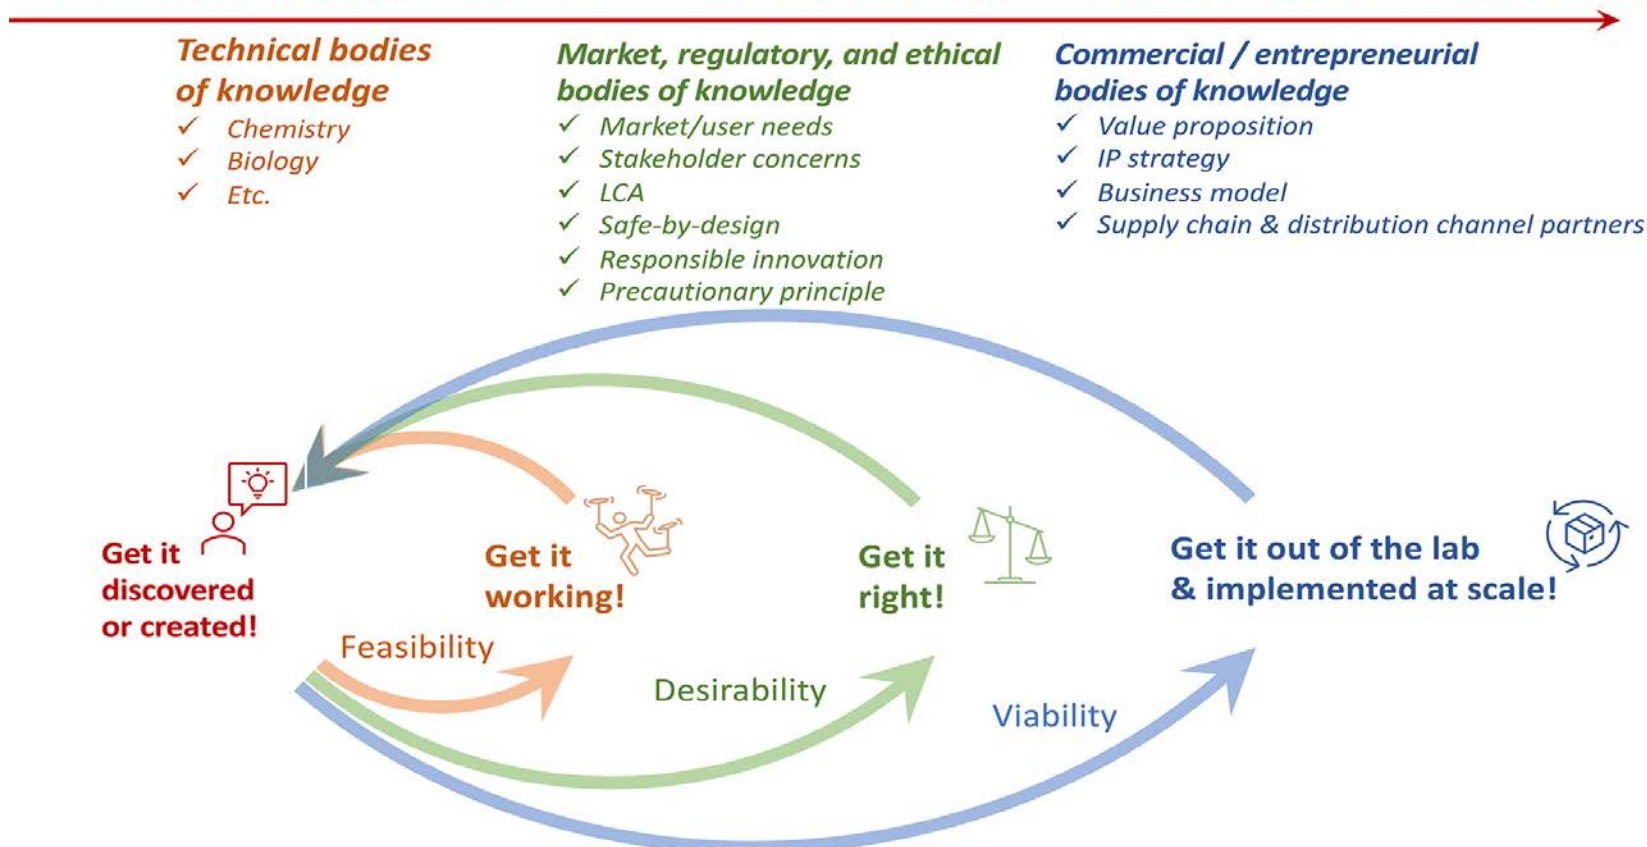 Technical bodies
of knowledge
✓ Chemistry
✓ Biology
✓ Etc.
Market, regulatory, and ethical
bodies of knowledge
✓ Market/user needs
✓ Stakeholder concerns
✓ LCA
✓ Safe-by-design
✓ Responsible innovation
✓ Precautionary principle
Commercial / entrepreneurial
bodies of knowledge
✓ Value proposition
✓ IP strategy
✓ Business model
✓ Supply chain & distribution channel partners
Get it
discovered
or created!
Get it
working!
Get it
right!
Get it out of the lab
& implemented at scale!
Feasibility
Desirability
Viability